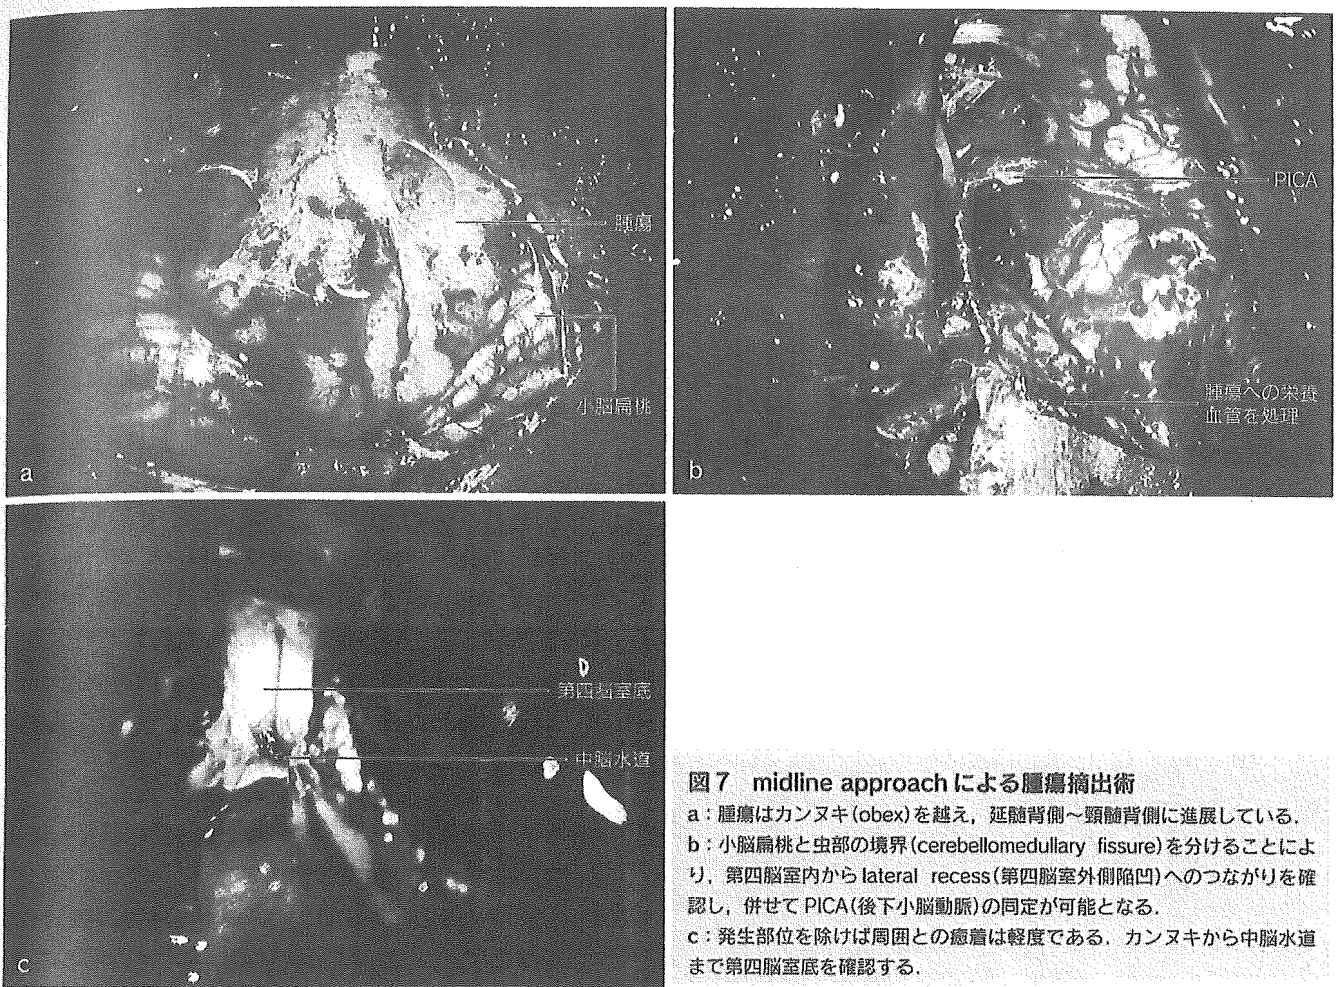 腫瘍
小脳扁桃
a
PICA
腫瘍への栄養
血管を処理
b
第四脳室底
中脳水道
c
図7 midline approachによる腫瘍摘出術
a：腫瘍はカンヌキ(obex)を越え，延髄背側～頸髄背側に進展している．
b：小脳扁桃と虫部の境界(cerebellomedullary fissure)を分けることによ
り，第四脳室内からlateral recess(第四脳室外側陥凹)へのつながりを確
認し，併せてPICA(後下小脳動脈)の同定が可能となる．
c：発生部位を除けば周囲との癒着は軽度である．カンヌキから中脳水道
まで第四脳室底を確認する．